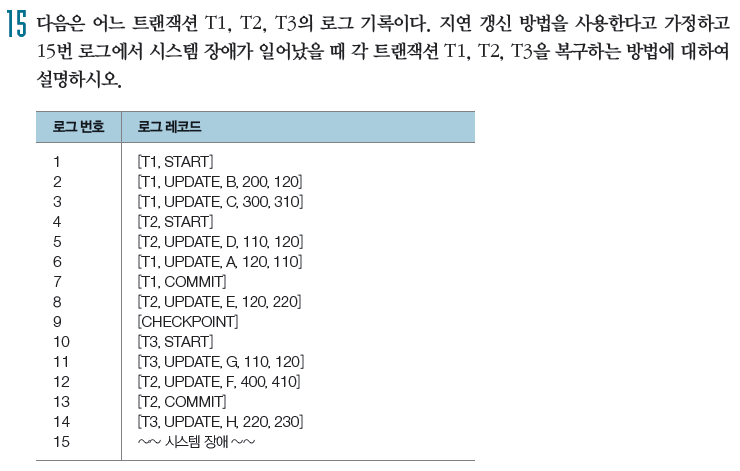 15 다음은 어느 트랜잭션 T1, T2, T3의 로그 기록이다. 지연 갱신 방법을 사용한다고 가정하고
15번 로그에서 시스템 장애가 일어났을 때 각 트랜잭션 T1, T2, T3을 복구하는 방법에 대하여
설명하시오.
로그 번호 로그 레코드
1 [T1, START]
2 [T1, UPDATE, B, 200, 120]
3 [T1, UPDATE, C, 300, 310]
4 [T2, START]
5 [T2, UPDATE, D, 110, 120]
6 [T1, UPDATE, A, 120, 110]
7 [T1, COMMIT]
8 [T2, UPDATE, E, 120, 220]
9 [CHECKPOINT]
10 [T3, START]
11 [T3, UPDATE, G, 110, 120]
12 [T2, UPDATE, F, 400, 410]
13 [T2, COMMIT]
14 [T3, UPDATE, H, 220, 230]
15 ~~ 시스템 장애 ~~